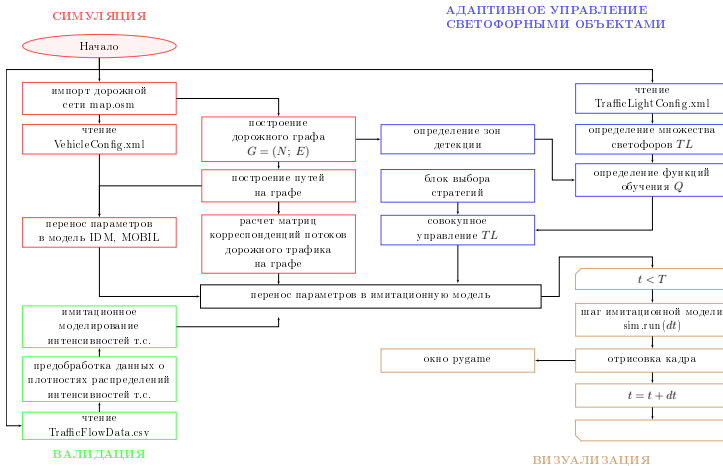 СИМУЛЯЦИЯ
АДАПТИВНОЕ УПРАВЛЕНИЕ
СВЕТОФОРНЫМИ ОБЪЕКТАМИ
Начало
импорт дорожной
сети map.osm
чтение
VehicleConfig.xml
построение
дорожного графа
G = (N; E)
построение путей
на графе
перенос параметров
в модель IDM, MOBIL
расчет матриц
корреспонденций потоков
дорожного трафика
на графе
определение зон
детекции
блок выбора
стратегий
совокупное
управление TL
чтение
TrafficLightConfig.xml
определение множества
светофоров TL
определение функций
обучения Q
перенос параметров в имитационную модель
имитационное
моделирование
интенсивностей т.с.
предобработка данных о
плотностях распределений
интенсивностей т.с.
чтение
TrafficFlowData.csv
ВАЛИДАЦИЯ
t < T
шаг имитационной модели
sim.run(dt)
окно pygame
отрисовка кадра
t = t + dt
ВИЗУАЛИЗАЦИЯ